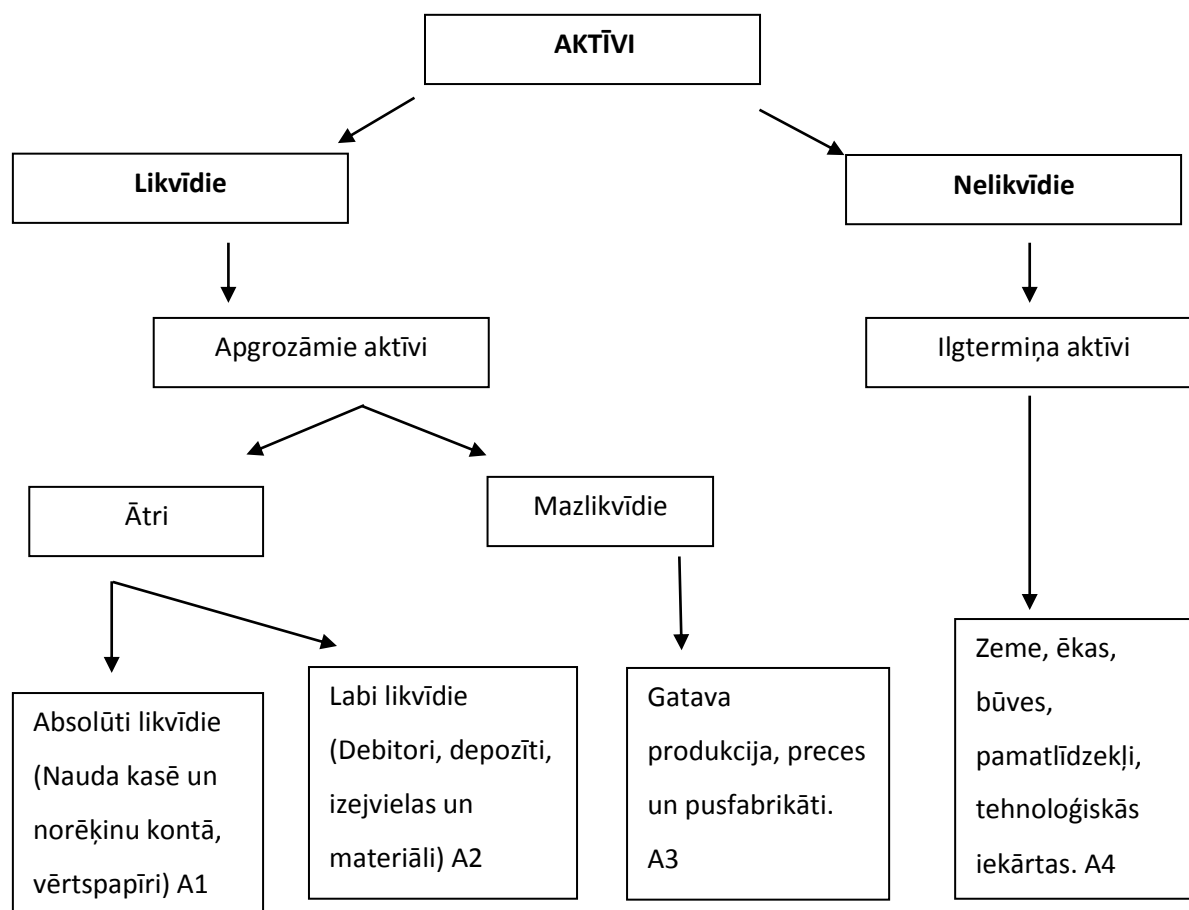 AKTĪVI
Likvīdie
Nelikvīdie
Apgrozāmie aktīvi
Ilgtermiņa aktīvi
Ātri
Mazlikvīdie
Absolūti likvīdie
(Nauda kasē un
norēķinu kontā,
vērtspapīri) A1
Labi likvīdie
(Debitori, depozīti,
izejvielas un
materiāli) A2
Gatava
produkcija, preces
un pusfabrikāti.
A3
Zeme, ēkas,
būves,
pamatlīdzekļi,
tehnoloģiskās
iekārtas. A4